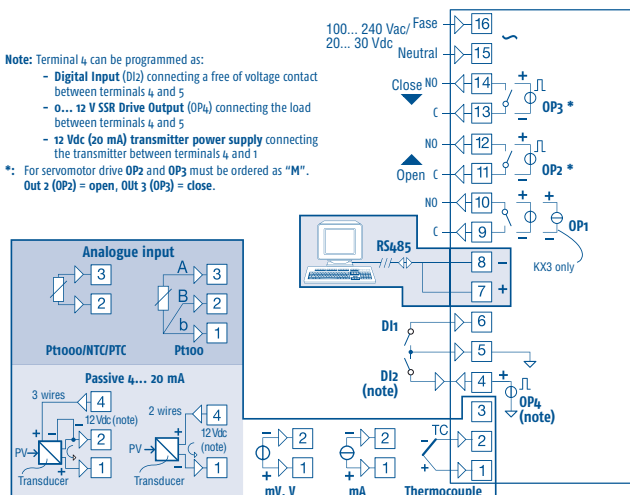 100... 240 Vac/
20... 30 Vdc
Fase
16
Neutral
15
Note: Terminal 4 can be programmed as:
- Digital Input (DI2) connecting a free of voltage contact
between terminals 4 and 5
- 0... 12 V SSR Drive Output (OP4) connecting the load
between terminals 4 and 5
- 12 Vdc (20 mA) transmitter power supply connecting
the transmitter between terminals 4 and 1
*: For servomotor drive OP2 and OP3 must be ordered as "M".
Out 2 (OP2) = open, OUt 3 (OP3) = close.
Close NO
14
+
C
13
-
OP3 *
NO
12
+
Open C
11
-
OP2 *
NO
10
+
+
C
9
-
-
OP1
KX3 only
RS485
8
-
7
+
DI1
6
5
DI2
(note)
4
+
OP4
(note)
-
Analogue input
3
2
Pt1000/NTC/PTC
A
3
B
2
b
1
Pt100
Passive 4... 20 mA
3 wires
4
12Vdc(note)
+
-
2
PV
+
1
Transducer
2 wires
4
12Vdc
(note)
+
PV
-
1
Transducer
-
2
+
1
mV, V
-
2
+
1
mA
3
TC
-
2
+
1
Thermocouple